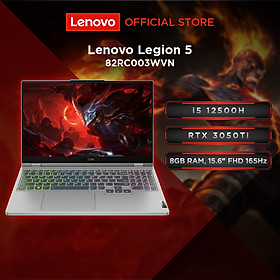 Lenovo OFFICIAL STORE
Lenovo Legion 5
82RC003WVN
I5 12500H
RTX 3050Ti
8GB RAM, 15.6" FHD 165Hz